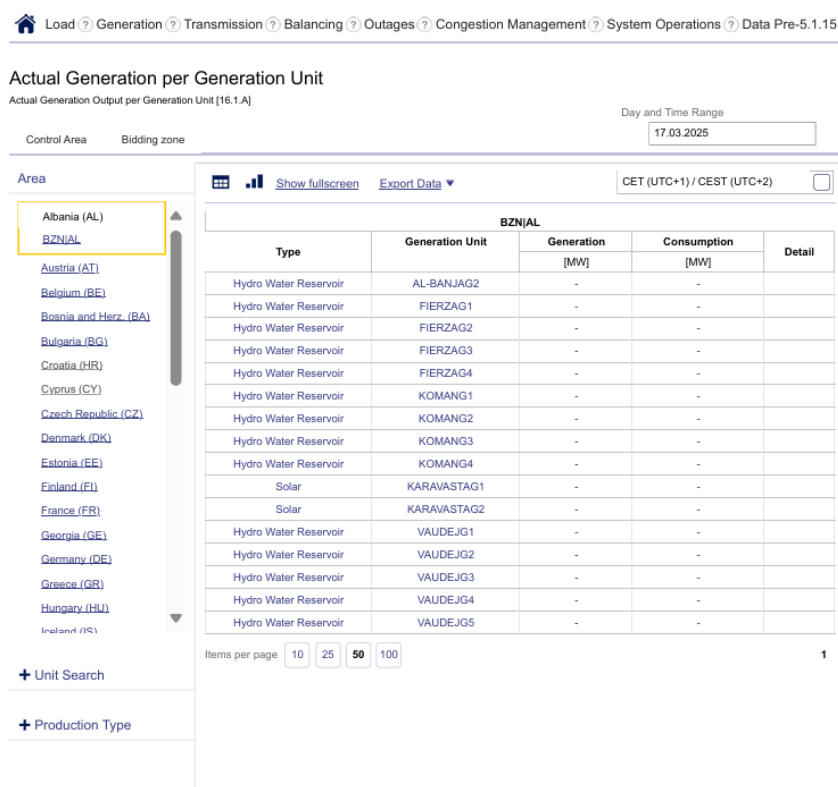 Load ? Generation ? Transmission ? Balancing ? Outages ? Congestion Management ? System Operations ? Data Pre-5.1.15
Actual Generation per Generation Unit
Actual Generation Output per Generation Unit [16.1.A]
Day and Time Range
17.03.2025
Control Area Bidding zone
Area
Show fullscreen Export Data ▼ CET (UTC+1) / CEST (UTC+2)
Albania (AL)
BZN|AL
Austria (AT)
Belgium (BE)
Bosnia and Herz. (BA)
Bulgaria (BG)
Croatia (HR)
Cyprus (CY)
Czech Republic (CZ)
Denmark (DK)
Estonia (EE)
Finland (FI)
France (FR)
Georgia (GE)
Germany (DE)
Greece (GR)
Hungary (HU)
Iceland (IS)
+ Unit Search
+ Production Type
BZN|AL
Type Generation Unit Generation Consumption Detail
[MW] [MW]
Hydro Water Reservoir AL-BANJAG2 - -
Hydro Water Reservoir FIERZAG1 - -
Hydro Water Reservoir FIERZAG2 - -
Hydro Water Reservoir FIERZAG3 - -
Hydro Water Reservoir FIERZAG4 - -
Hydro Water Reservoir KOMANG1 - -
Hydro Water Reservoir KOMANG2 - -
Hydro Water Reservoir KOMANG3 - -
Hydro Water Reservoir KOMANG4 - -
Solar KARAVASTAG1 - -
Solar KARAVASTAG2 - -
Hydro Water Reservoir VAUDEJG1 - -
Hydro Water Reservoir VAUDEJG2 - -
Hydro Water Reservoir VAUDEJG3 - -
Hydro Water Reservoir VAUDEJG4 - -
Hydro Water Reservoir VAUDEJG5 - -
Items per page 10 25 50 100 1